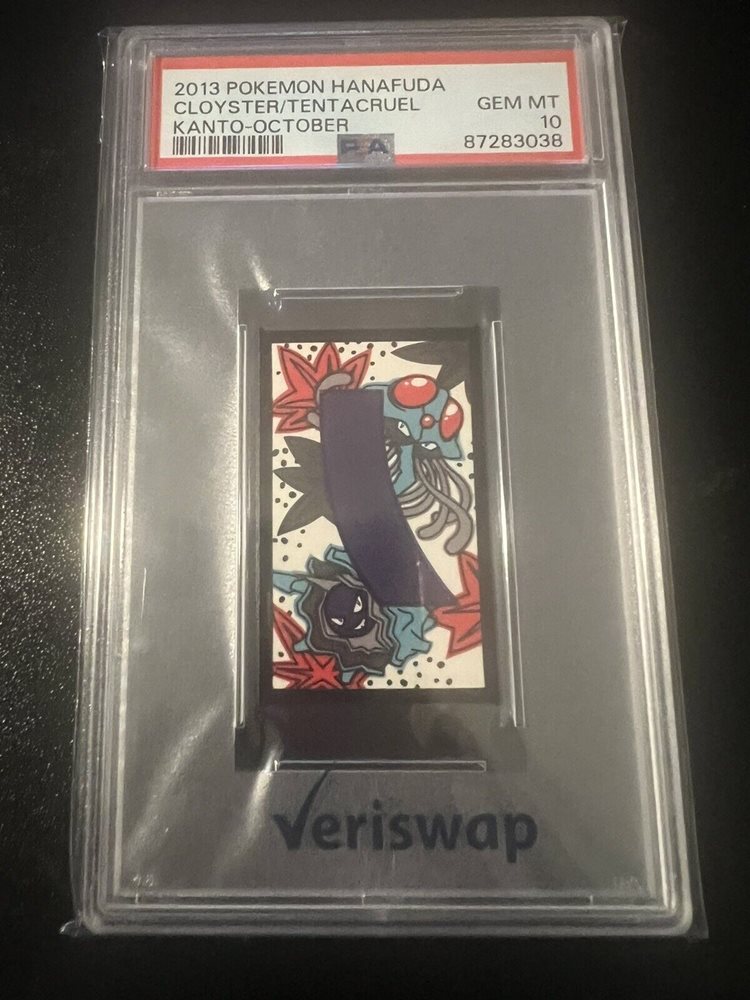 2013 POKEMON HANAFUDA
CLOYSTER/TENTACRUEL GEM MT
KANTO-OCTOBER 10
PSA 87283038
Veriswap